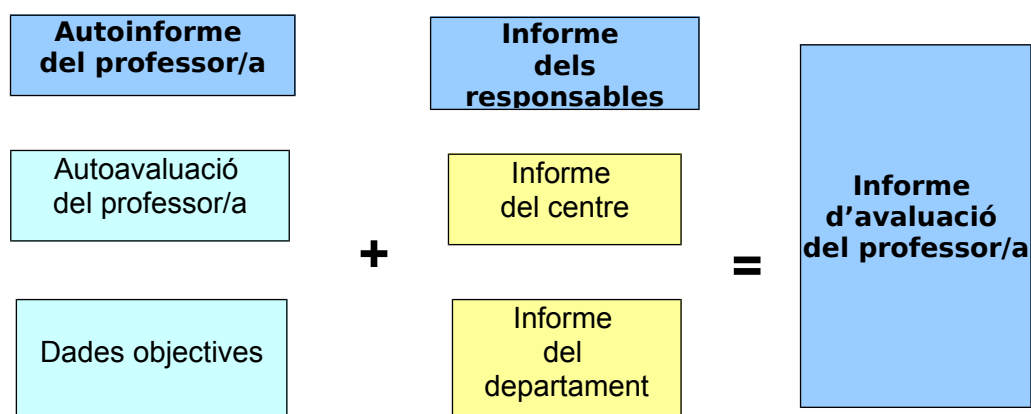 Autoinforme
del professor/a
Autoavaluació
del professor/a
Dades objectives
+
Informe
dels
responsables
Informe
del centre
Informe
del
departament
=
Informe
d’avaluació
del professor/a